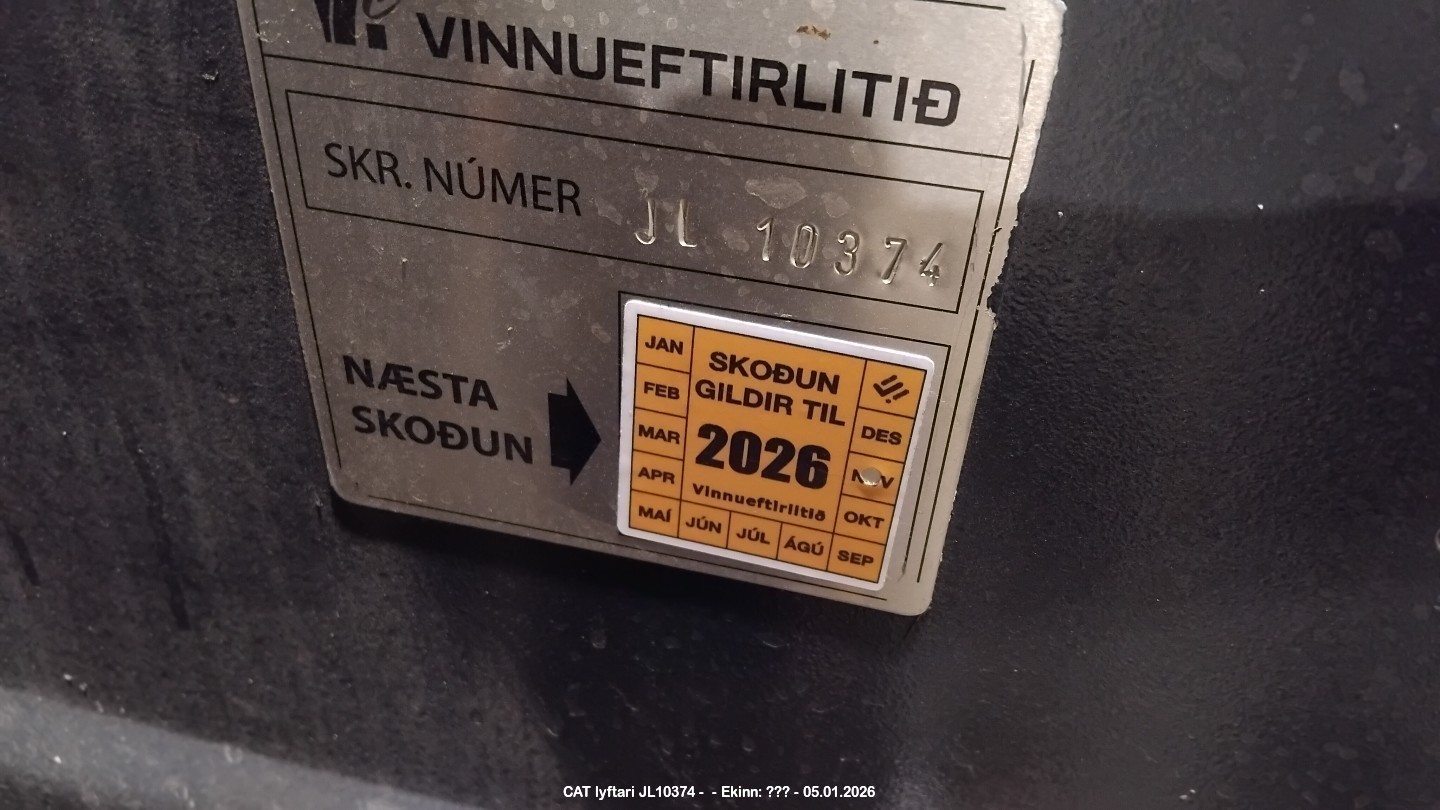 VINNUEFTIRLITIÐ
SKR. NÚMER JL 10374
NÆSTA
SKOÐUN
JAN
FEB
MAR
APR
MAÍ
JÚN
JÚL
ÁGÚ
SEP
OKT
NÓV
DES
SKOÐUN
GILDIR TIL
2026
Vinnueftirlitið
CAT lyftari JL10374 - - Ekinn: ??? - 05.01.2026